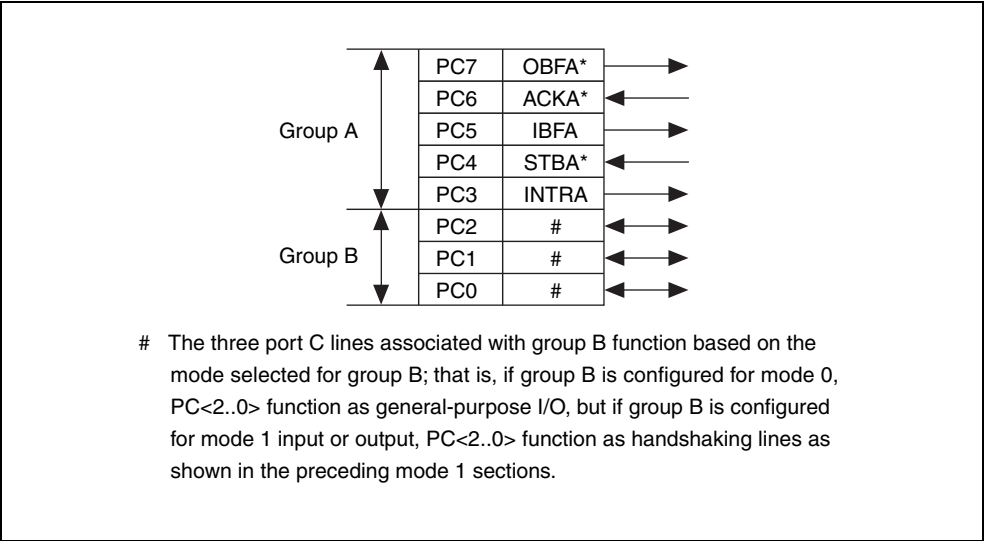 PC7 OBFA*
PC6 ACKA*
Group A PC5 IBFA
PC4 STBA*
PC3 INTRA
PC2 #
Group B PC1 #
PC0 #
# The three port C lines associated with group B function based on the
mode selected for group B; that is, if group B is configured for mode 0,
PC<2..0> function as general-purpose I/O, but if group B is configured
for mode 1 input or output, PC<2..0> function as handshaking lines as
shown in the preceding mode 1 sections.